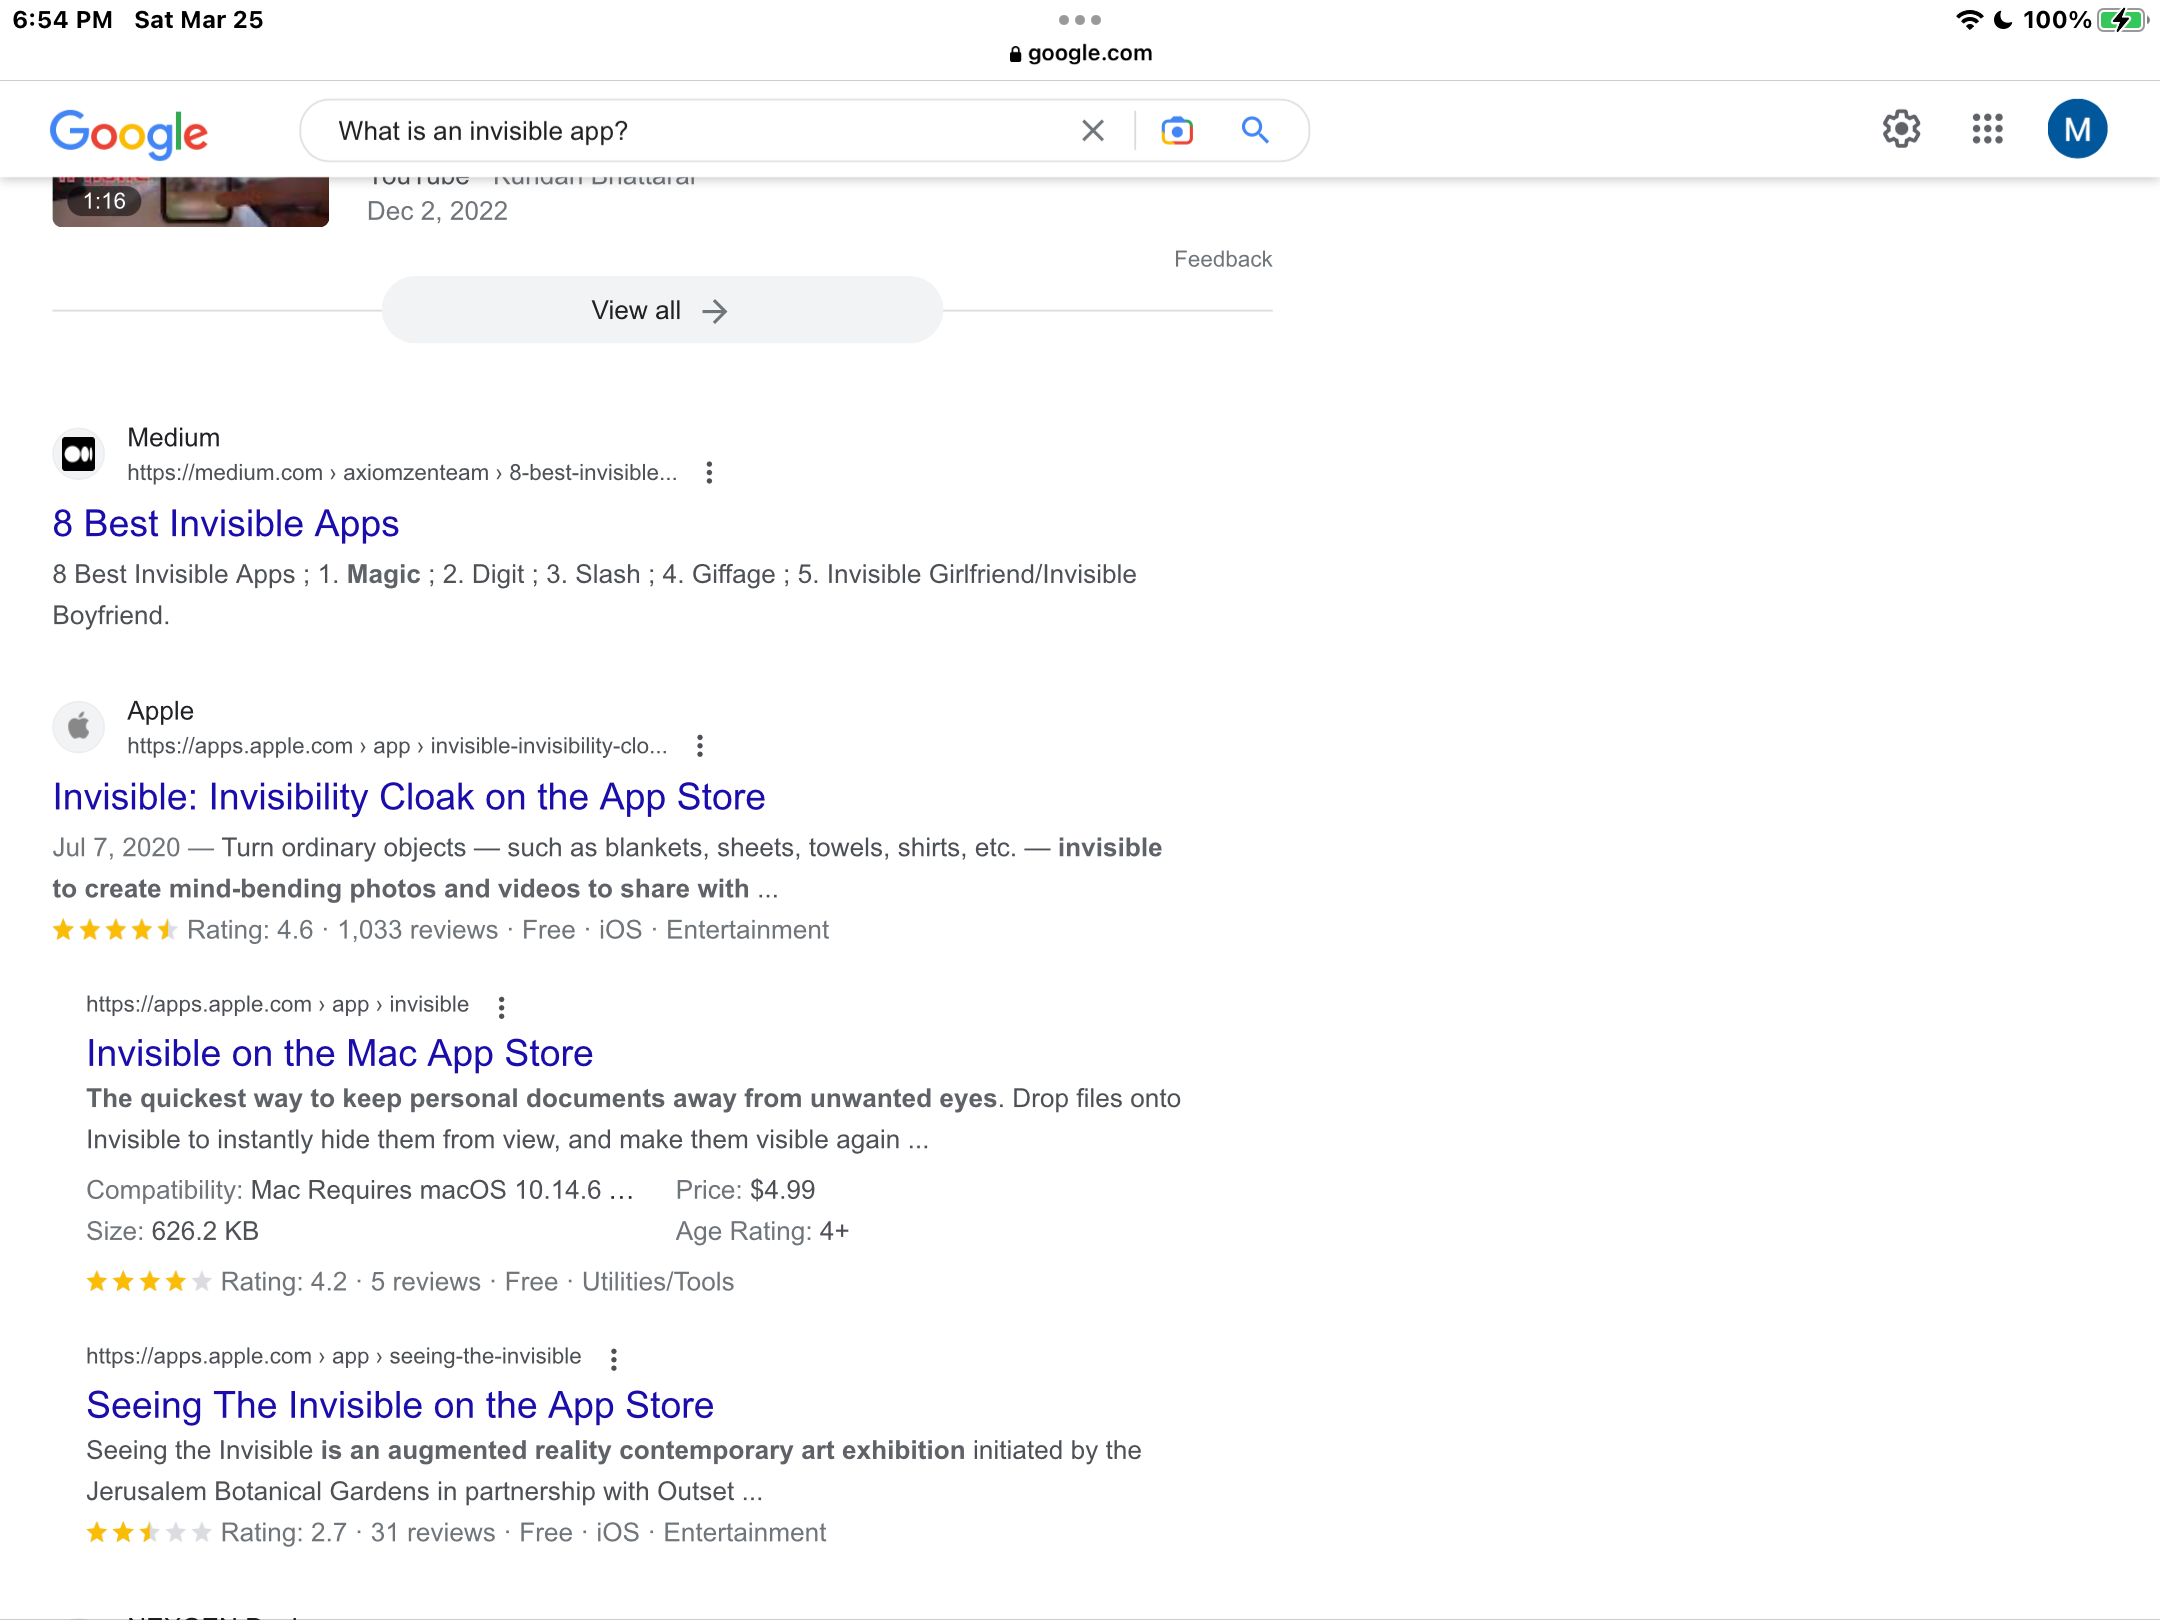 6:54 PM Sat Mar 25
100%
google.com
Google
What is an invisible app?
M
1:16
YouTube Kundan Bhattarai
Dec 2, 2022
Feedback
View all →
Medium
https://medium.com › axiomzenteam › 8-best-invisible...
8 Best Invisible Apps
8 Best Invisible Apps ; 1. Magic ; 2. Digit ; 3. Slash ; 4. Giffage ; 5. Invisible Girlfriend/Invisible
Boyfriend.
Apple
https://apps.apple.com › app › invisible-invisibility-clo...
Invisible: Invisibility Cloak on the App Store
Jul 7, 2020 — Turn ordinary objects — such as blankets, sheets, towels, shirts, etc. — invisible
to create mind-bending photos and videos to share with ...
Rating: 4.6 · 1,033 reviews · Free · iOS · Entertainment
https://apps.apple.com › app › invisible
Invisible on the Mac App Store
The quickest way to keep personal documents away from unwanted eyes. Drop files onto
Invisible to instantly hide them from view, and make them visible again ...
Compatibility: Mac Requires macOS 10.14.6 ... Price: $4.99
Size: 626.2 KB Age Rating: 4+
Rating: 4.2 · 5 reviews · Free · Utilities/Tools
https://apps.apple.com › app › seeing-the-invisible
Seeing The Invisible on the App Store
Seeing the Invisible is an augmented reality contemporary art exhibition initiated by the
Jerusalem Botanical Gardens in partnership with Outset ...
Rating: 2.7 · 31 reviews · Free · iOS · Entertainment